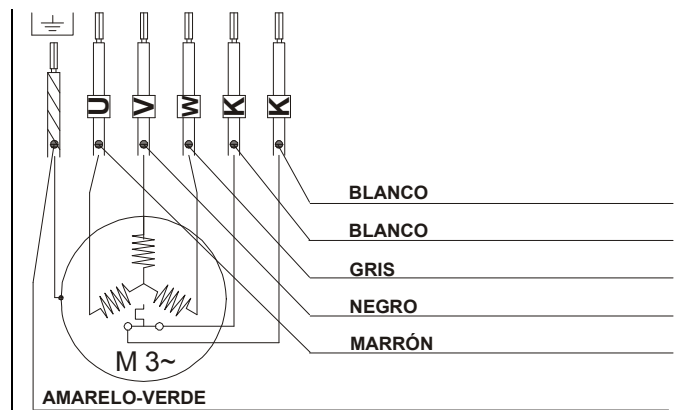 U V W K K
BLANCO
BLANCO
GRIS
NEGRO
MARRÓN
M 3~
AMARELO-VERDE